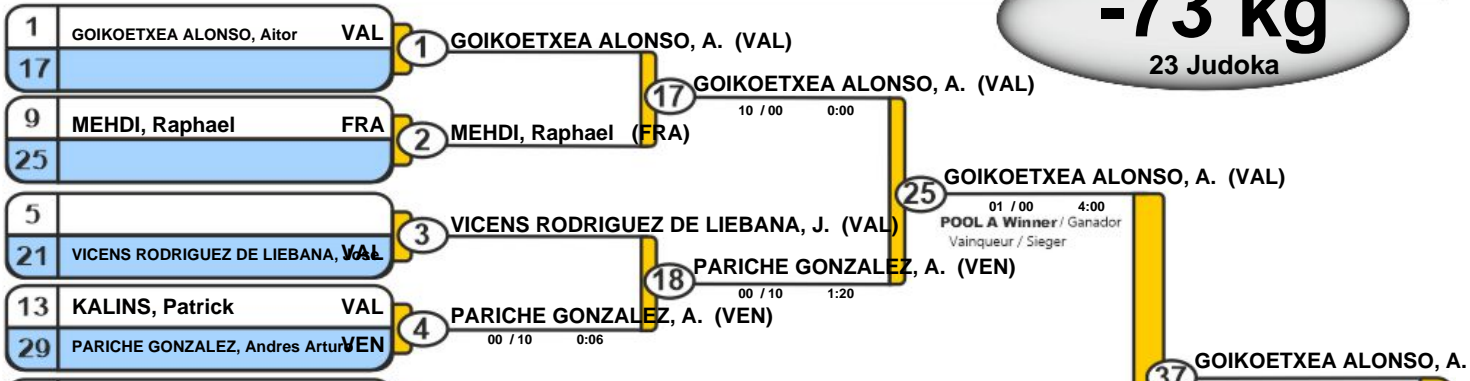 -73 kg
23 Judoka
1 GOIKOETXEA ALONSO, Aitor VAL
17
1 GOIKOETXEA ALONSO, A. (VAL)
17 GOIKOETXEA ALONSO, A. (VAL)
10 / 00 0:00
9 MEHDI, Raphael FRA
25
2 MEHDI, Raphael (FRA)
25 GOIKOETXEA ALONSO, A. (VAL)
01 / 00 4:00
POOL A Winner / Ganador
Vainqueur / Sieger
5
21 VICENS RODRIGUEZ DE LIEBANA, Jose VAL
3 VICENS RODRIGUEZ DE LIEBANA, J. (VAL)
18 PARICHE GONZALEZ, A. (VEN)
00 / 10 1:20
13 KALINS, Patrick VAL
29 PARICHE GONZALEZ, Andres Arturo VEN
4 PARICHE GONZALEZ, A. (VEN)
00 / 10 0:06
37 GOIKOETXEA ALONSO, A.